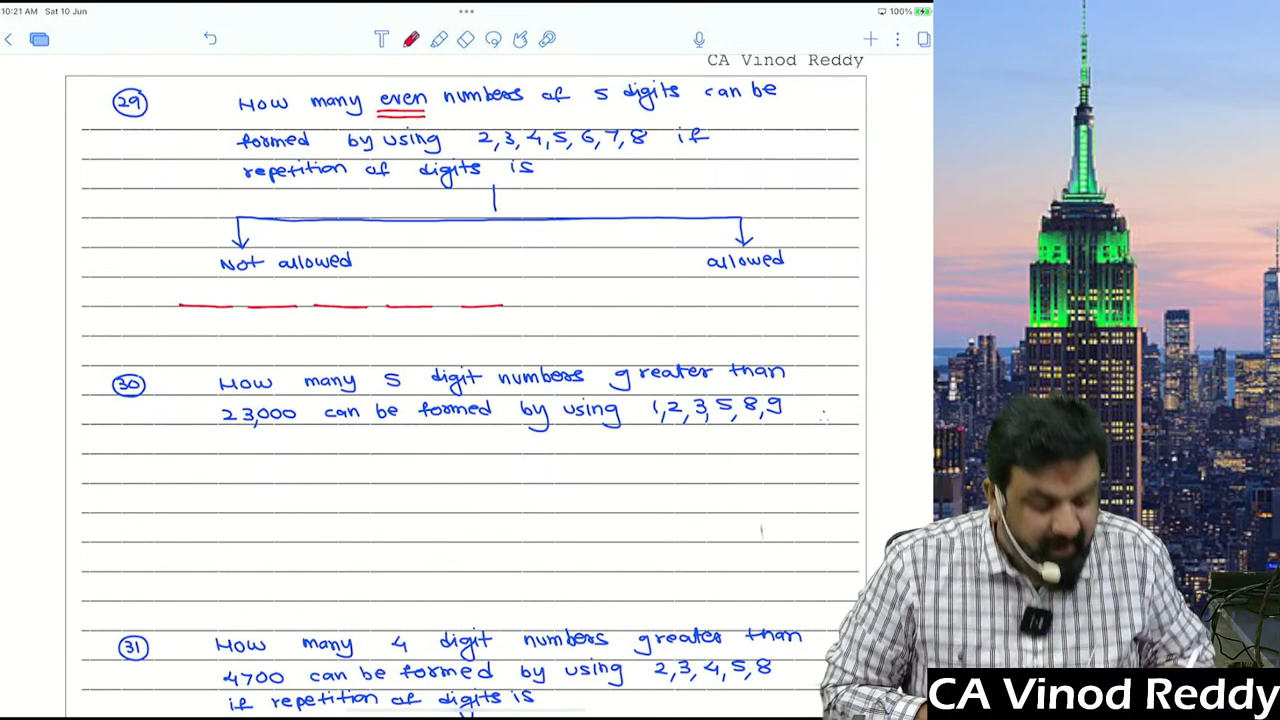 10:21 AM Sat 10 Jun
100%
T
CA Vinod Reddy
29 How many even numbers of 5 digits can be
formed by using 2,3,4,5,6,7,8 if
repetition of digits is
Not allowed allowed
30 How many 5 digit numbers greater than
23,000 can be formed by using 1,2,3,5,8,9
31 How many 4 digit numbers greater than
4700 can be formed by using 2,3,4,5,8
if repetition of digits is
CA Vinod Reddy